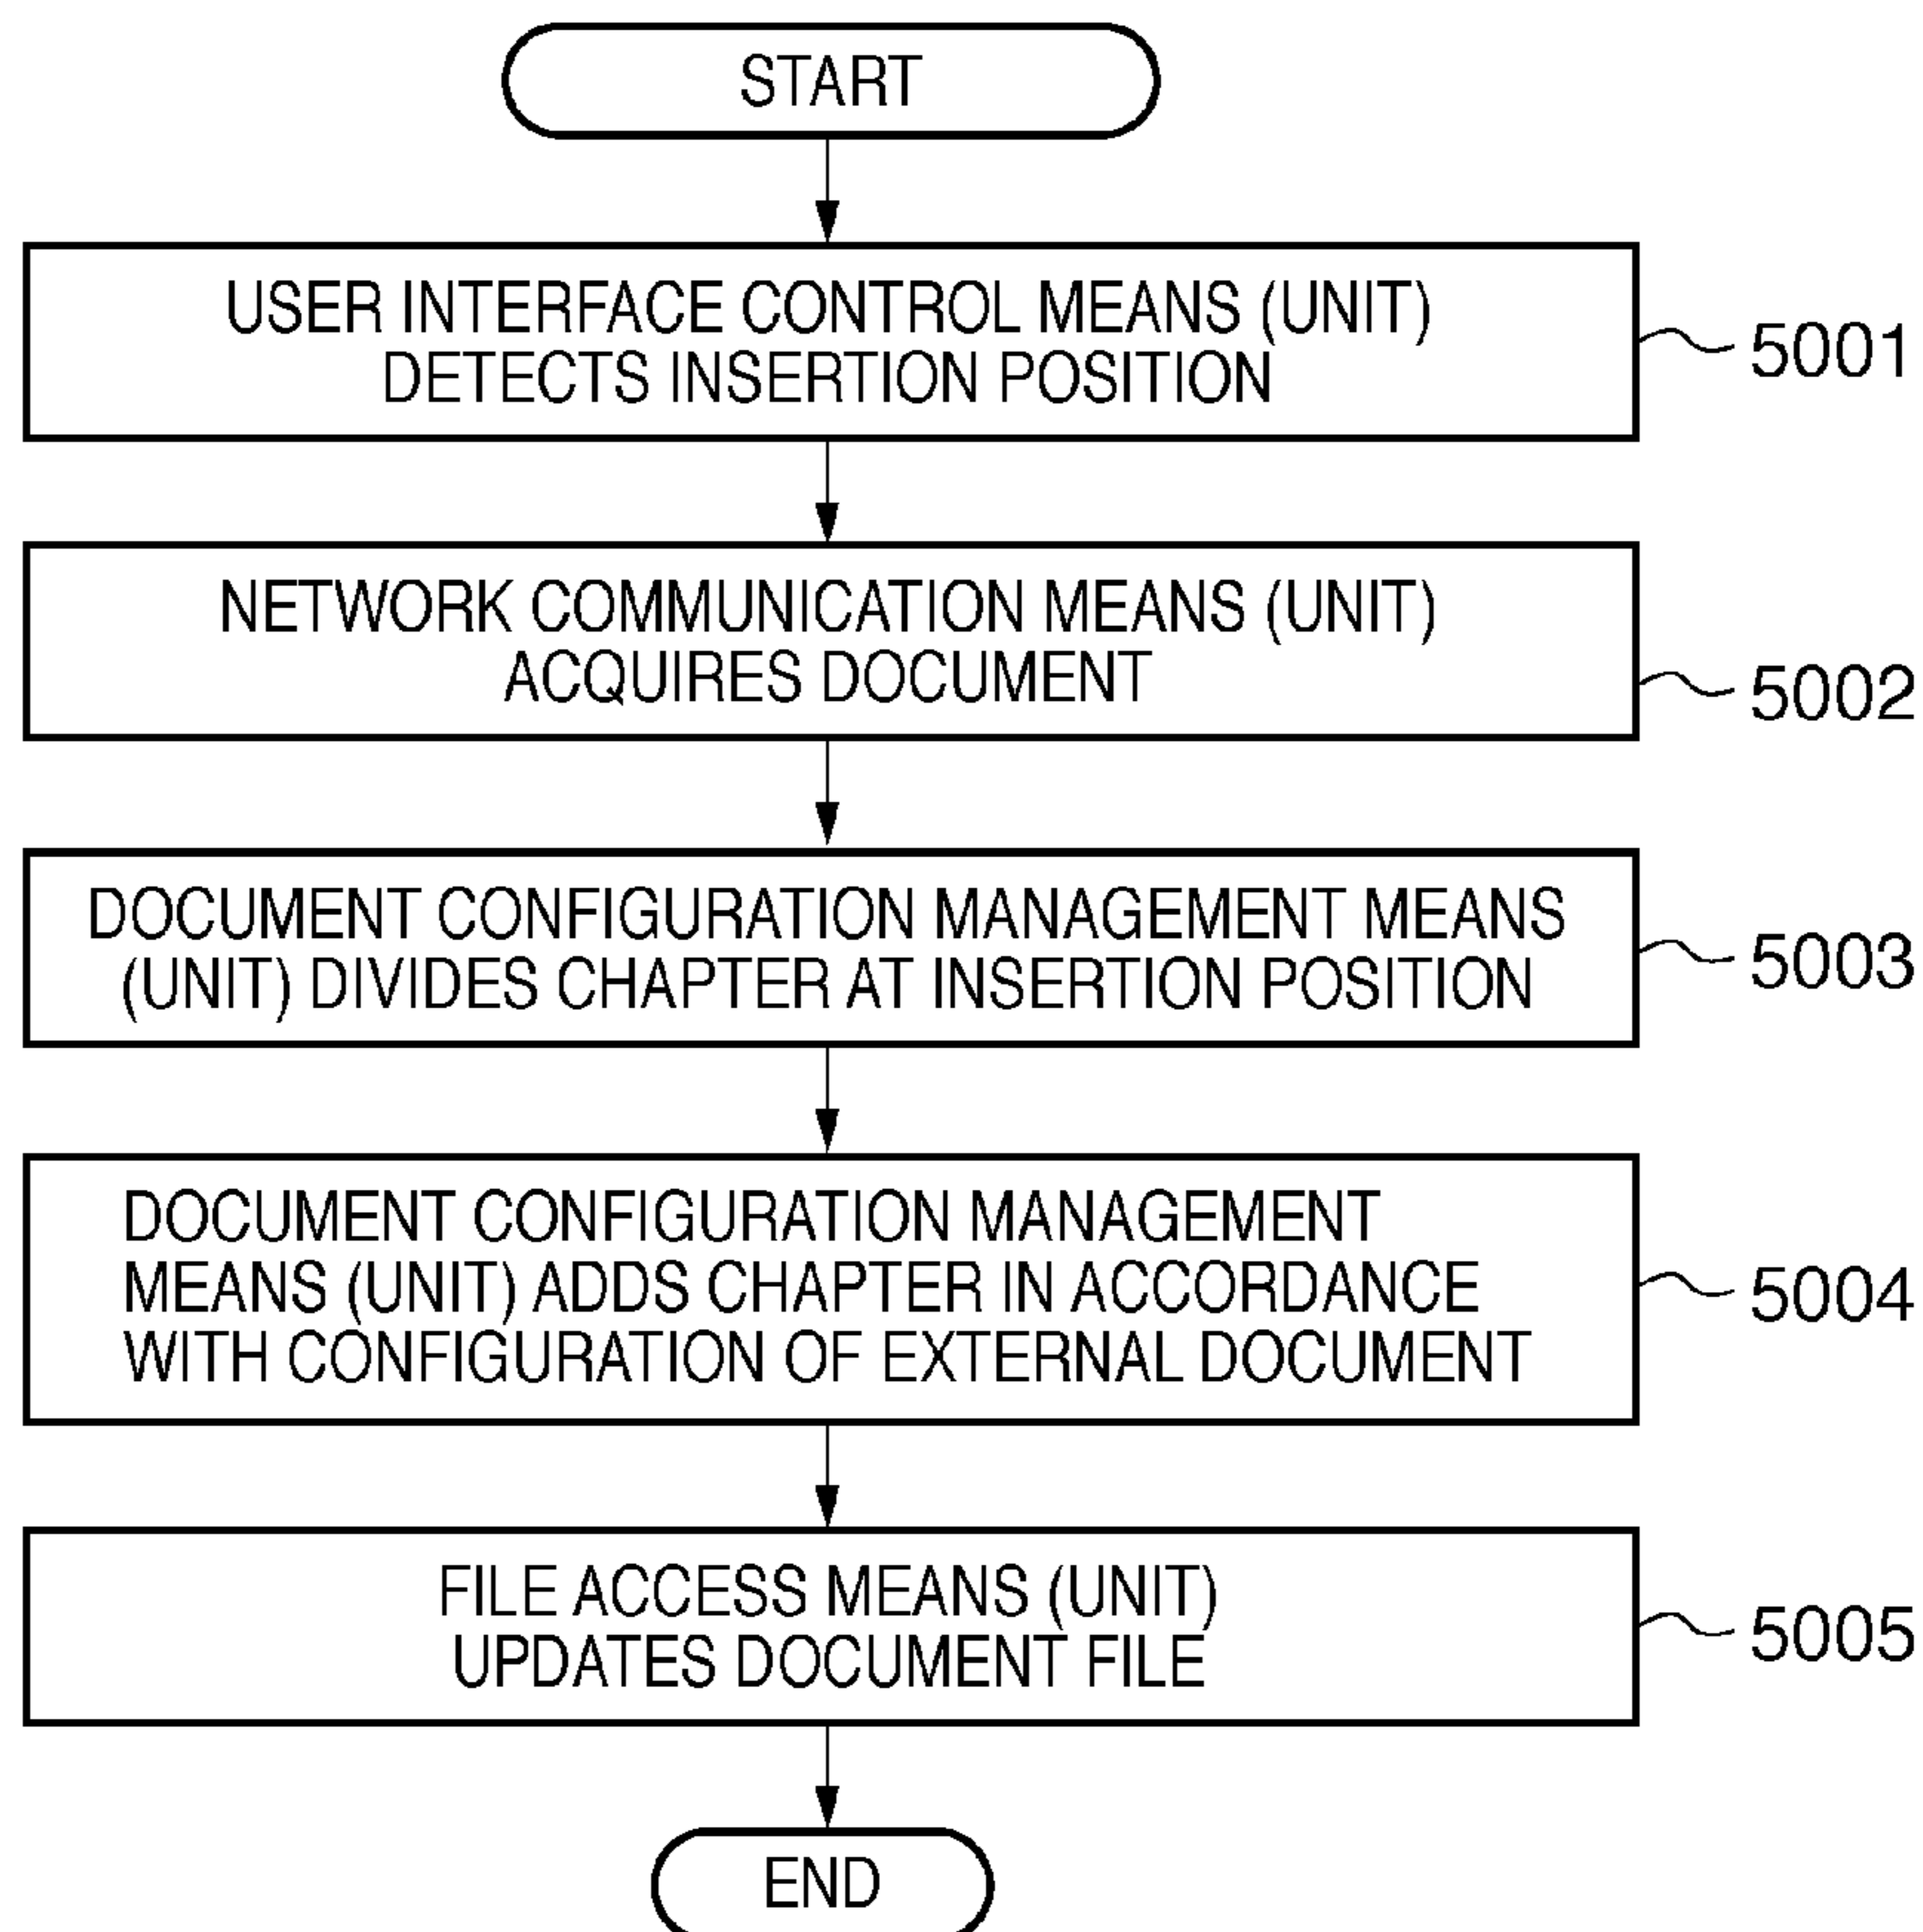 START
USER INTERFACE CONTROL MEANS (UNIT)
DETECTS INSERTION POSITION
5001
NETWORK COMMUNICATION MEANS (UNIT)
ACQUIRES DOCUMENT
5002
DOCUMENT CONFIGURATION MANAGEMENT MEANS
(UNIT) DIVIDES CHAPTER AT INSERTION POSITION
5003
DOCUMENT CONFIGURATION MANAGEMENT
MEANS (UNIT) ADDS CHAPTER IN ACCORDANCE
WITH CONFIGURATION OF EXTERNAL DOCUMENT
5004
FILE ACCESS MEANS (UNIT)
UPDATES DOCUMENT FILE
5005
END